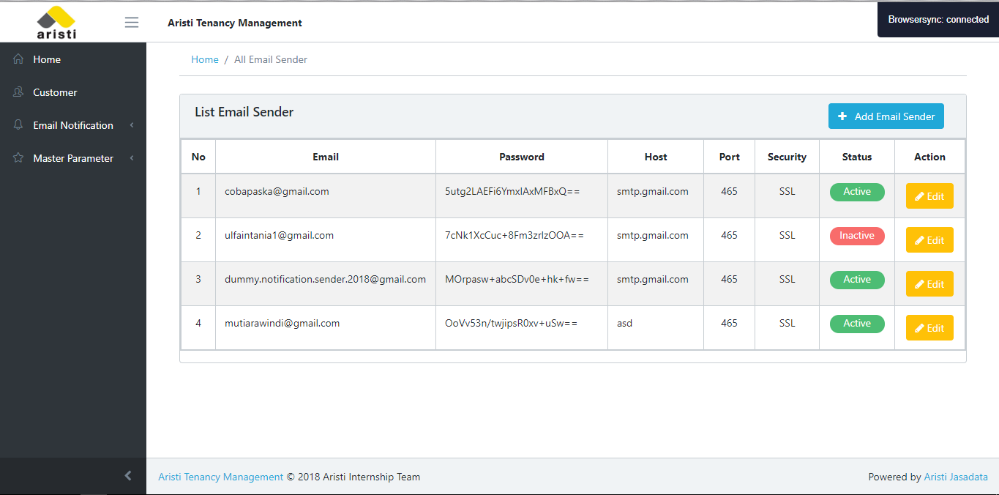 aristi
Aristi Tenancy Management
Browsersync: connected
Home
Customer
Email Notification
Master Parameter
Home / All Email Sender
List Email Sender
Add Email Sender
No Email Password Host Port Security Status Action
1 cobapaska@gmail.com 5utg2LAEFi6YmxIAxMFBxQ== smtp.gmail.com 465 SSL Active Edit
2 ulfaintania1@gmail.com 7cNk1XcCuc+8Fm3zrlzOOA== smtp.gmail.com 465 SSL Inactive Edit
3 dummy.notification.sender.2018@gmail.com MOrpasw+abcSDv0e+hk+fw== smtp.gmail.com 465 SSL Active Edit
4 mutiarawindi@gmail.com OoVv53n/twjipsR0xv+uSw== asd 465 SSL Active Edit
Aristi Tenancy Management © 2018 Aristi Internship Team
Powered by Aristi Jasadata